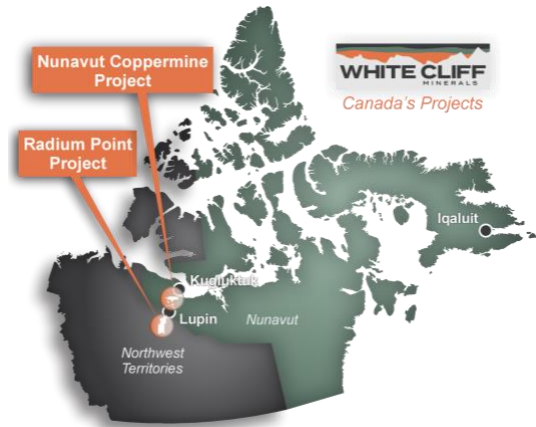 Nunavut Coppermine
Project
Radium Point
Project
WHITE CLIFF
MINERALS
Canada's Projects
Iqaluit
Kugluktuk
Lupin
Nunavut
Northwest
Territories